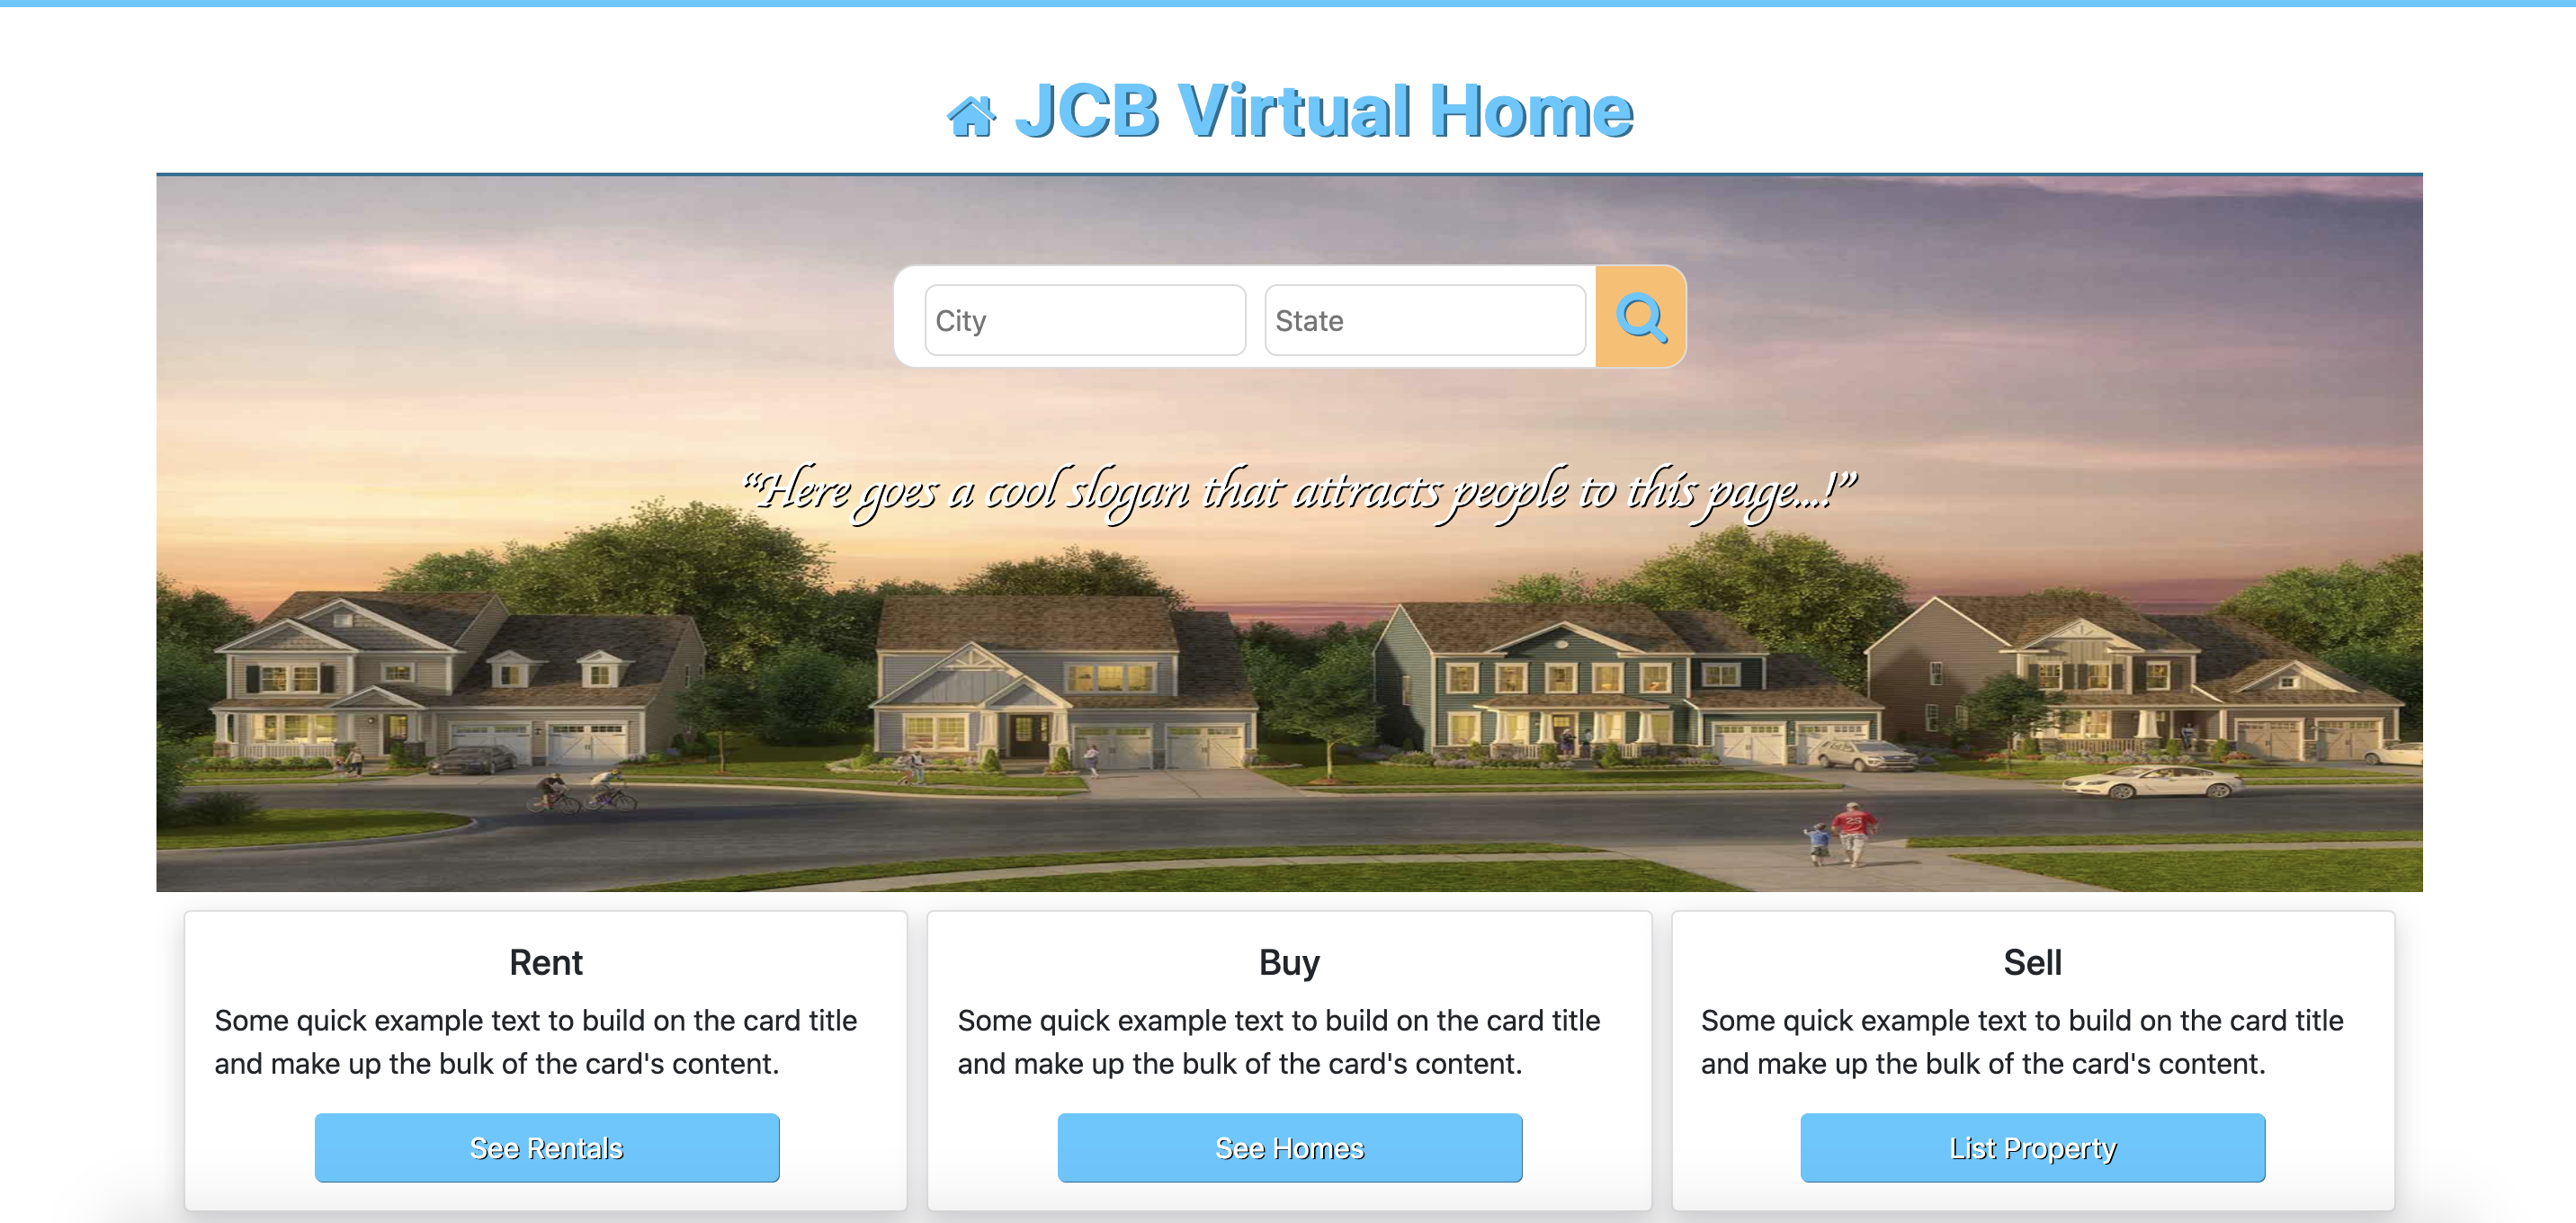 JCB Virtual Home
City
State
“Here goes a cool slogan that attracts people to this page...!”
25
Rent
Some quick example text to build on the card title
and make up the bulk of the card's content.
See Rentals
Buy
Some quick example text to build on the card title
and make up the bulk of the card's content.
See Homes
Sell
Some quick example text to build on the card title
and make up the bulk of the card's content.
List Property